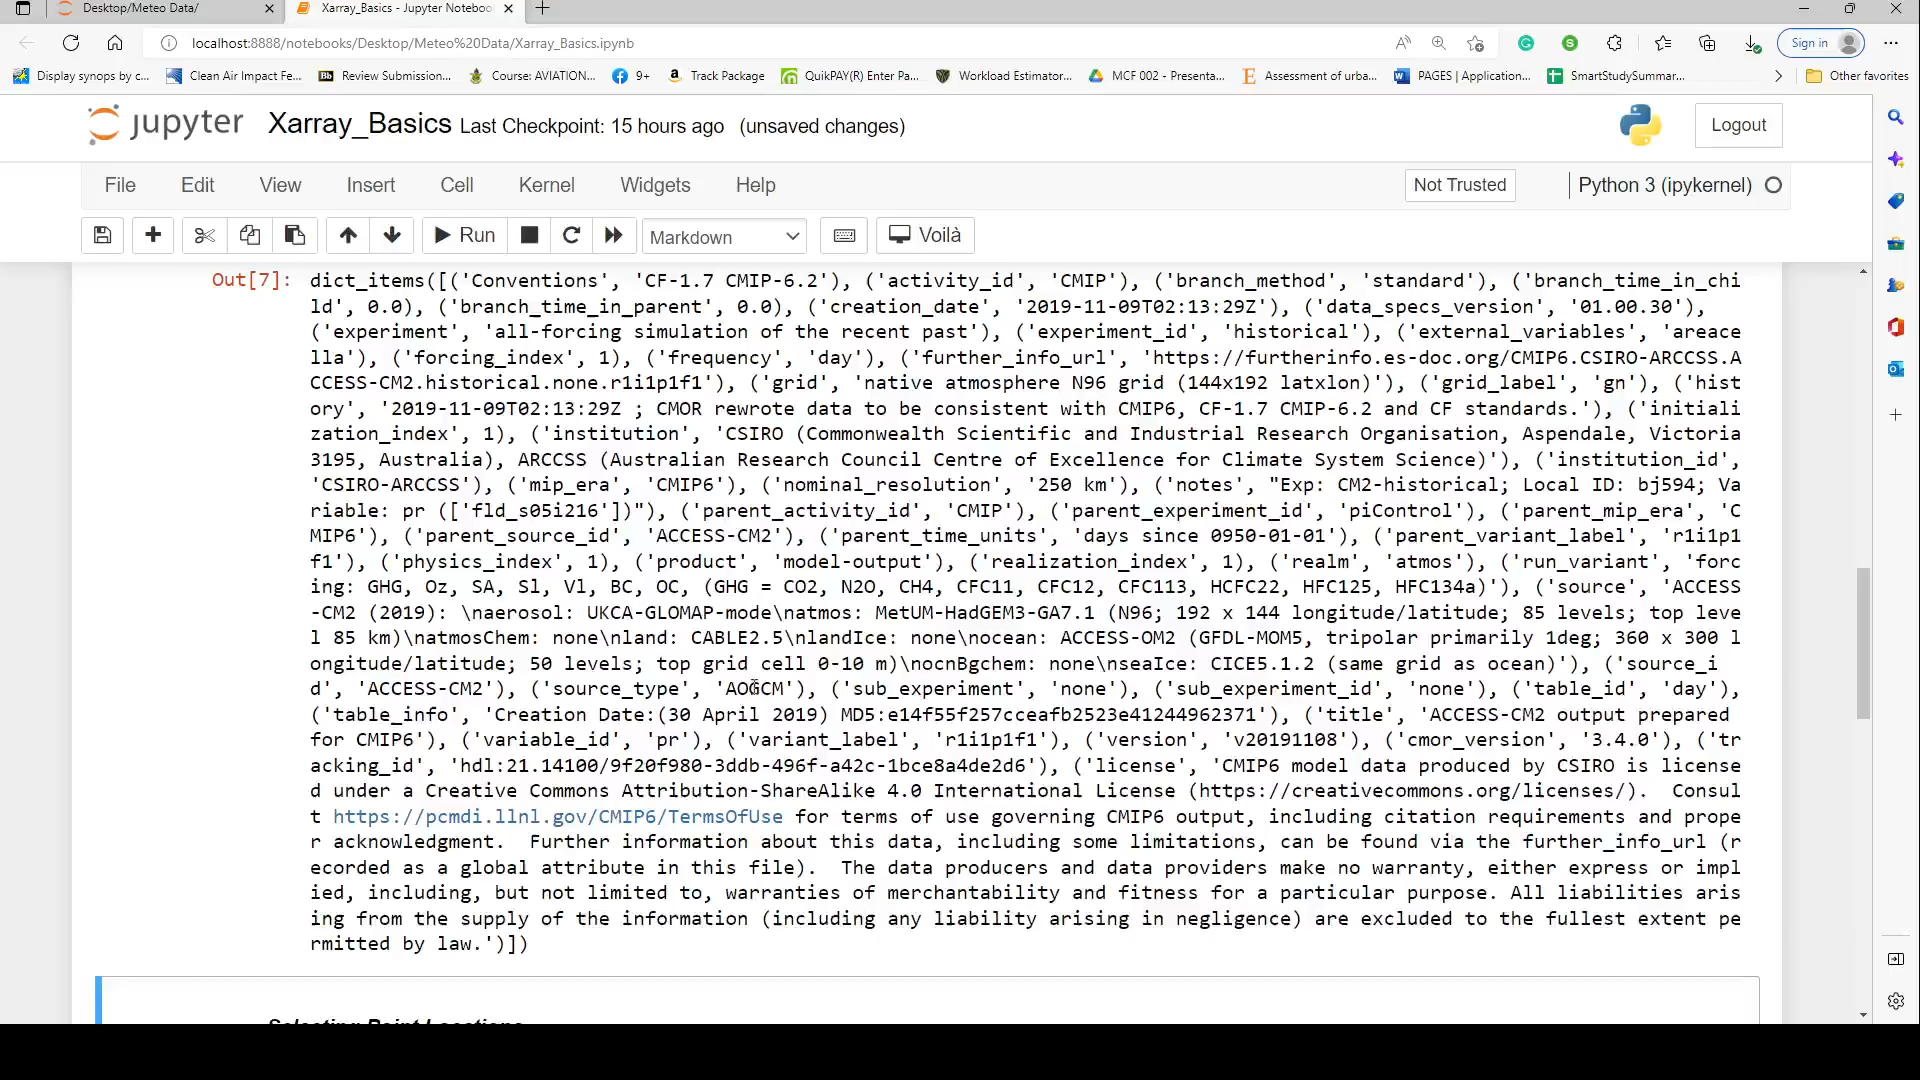 Desktop/Meteo Data/
Xarray_Basics - Jupyter Noteboo
localhost:8888/notebooks/Desktop/Meteo%20Data/Xarray_Basics.ipynb
Sign in
Display synops by c...
Clean Air Impact Fe...
Bb Review Submission...
Course: AVIATION...
9+
Track Package
QuikPAY(R) Enter Pa...
Workload Estimator...
MCF 002 - Presenta...
Assessment of urba...
PAGES | Application...
SmartStudySummar...
Other favorites
jupyter Xarray_Basics Last Checkpoint: 15 hours ago (unsaved changes)
Logout
File Edit View Insert Cell Kernel Widgets Help
Not Trusted
Python 3 (ipykernel)
Run
Markdown
Voilà
Out[7]: dict_items([('Conventions', 'CF-1.7 CMIP-6.2'), ('activity_id', 'CMIP'), ('branch_method', 'standard'), ('branch_time_in_chi
ld', 0.0), ('branch_time_in_parent', 0.0), ('creation_date', '2019-11-09T02:13:29Z'), ('data_specs_version', '01.00.30'),
('experiment', 'all-forcing simulation of the recent past'), ('experiment_id', 'historical'), ('external_variables', 'areace
lla'), ('forcing_index', 1), ('frequency', 'day'), ('further_info_url', 'https://furtherinfo.es-doc.org/CMIP6.CSIRO-ARCCSS.A
CCESS-CM2.historical.none.r1i1p1f1'), ('grid', 'native atmosphere N96 grid (144x192 latxlon)'), ('grid_label', 'gn'), ('hist
ory', '2019-11-09T02:13:29Z ; CMOR rewrote data to be consistent with CMIP6, CF-1.7 CMIP-6.2 and CF standards.'), ('initiali
zation_index', 1), ('institution', 'CSIRO (Commonwealth Scientific and Industrial Research Organisation, Aspendale, Victoria
3195, Australia), ARCCSS (Australian Research Council Centre of Excellence for Climate System Science)'), ('institution_id',
'CSIRO-ARCCSS'), ('mip_era', 'CMIP6'), ('nominal_resolution', '250 km'), ('notes', "Exp: CM2-historical; Local ID: bj594; Va
riable: pr (['fld_s05i216'])"), ('parent_activity_id', 'CMIP'), ('parent_experiment_id', 'piControl'), ('parent_mip_era', 'C
MIP6'), ('parent_source_id', 'ACCESS-CM2'), ('parent_time_units', 'days since 0950-01-01'), ('parent_variant_label', 'r1i1p1
f1'), ('physics_index', 1), ('product', 'model-output'), ('realization_index', 1), ('realm', 'atmos'), ('run_variant', 'forc
ing: GHG, Oz, SA, Sl, Vl, BC, OC, (GHG = CO2, N2O, CH4, CFC11, CFC12, CFC113, HCFC22, HFC125, HFC134a)'), ('source', 'ACCESS
-CM2 (2019): \naerosol: UKCA-GLOMAP-mode\natmos: MetUM-HadGEM3-GA7.1 (N96; 192 x 144 longitude/latitude; 85 levels; top leve
l 85 km)\natmosChem: none\nland: CABLE2.5\nlandIce: none\nocean: ACCESS-OM2 (GFDL-MOM5, tripolar primarily 1deg; 360 x 300 l
ongitude/latitude; 50 levels; top grid cell 0-10 m)\nocnBgchem: none\nseaIce: CICE5.1.2 (same grid as ocean)'), ('source_i
d', 'ACCESS-CM2'), ('source_type', 'AOGCM'), ('sub_experiment', 'none'), ('sub_experiment_id', 'none'), ('table_id', 'day'),
('table_info', 'Creation Date:(30 April 2019) MD5:e14f55f257cceafb2523e41244962371'), ('title', 'ACCESS-CM2 output prepared
for CMIP6'), ('variable_id', 'pr'), ('variant_label', 'r1i1p1f1'), ('version', 'v20191108'), ('cmor_version', '3.4.0'), ('tr
acking_id', 'hdl:21.14100/9f20f980-3ddb-496f-a42c-1bce8a4de2d6'), ('license', 'CMIP6 model data produced by CSIRO is license
d under a Creative Commons Attribution-ShareAlike 4.0 International License (https://creativecommons.org/licenses/).  Consul
t https://pcmdi.llnl.gov/CMIP6/TermsOfUse for terms of use governing CMIP6 output, including citation requirements and prope
r acknowledgment.  Further information about this data, including some limitations, can be found via the further_info_url (r
ecorded as a global attribute in this file).  The data producers and data providers make no warranty, either express or impl
ied, including, but not limited to, warranties of merchantability and fitness for a particular purpose. All liabilities aris
ing from the supply of the information (including any liability arising in negligence) are excluded to the fullest extent pe
rmitted by law.')])
Selecting Point Locations